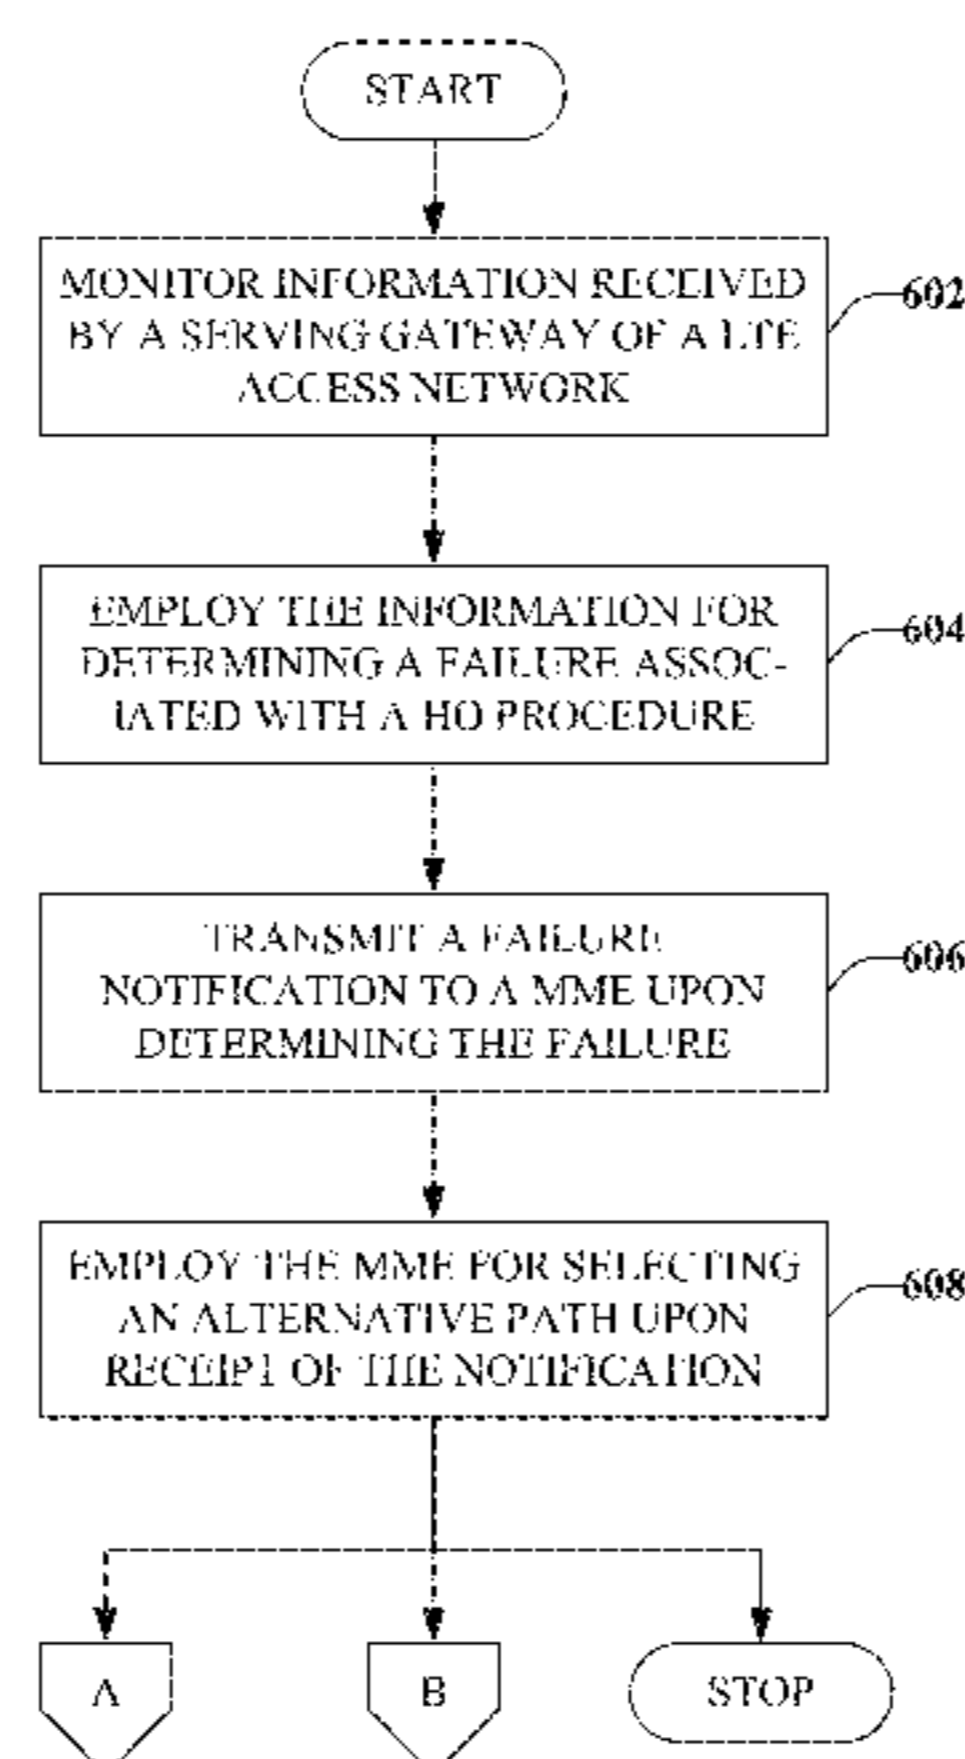 START
MONITOR INFORMATION RECEIVED
BY A SERVING GATEWAY OF A LTE
ACCESS NETWORK
602
EMPLOY THE INFORMATION FOR
DETERMINING A FAILURE ASSOC-
IATED WITH A HO PROCEDURE
604
TRANSMIT A FAILURE
NOTIFICATION TO A MME UPON
DETERMINING THE FAILURE
606
EMPLOY THE MME FOR SELECTING
AN ALTERNATIVE PATH UPON
RECEIPT OF THE NOTIFICATION
608
A
B
STOP